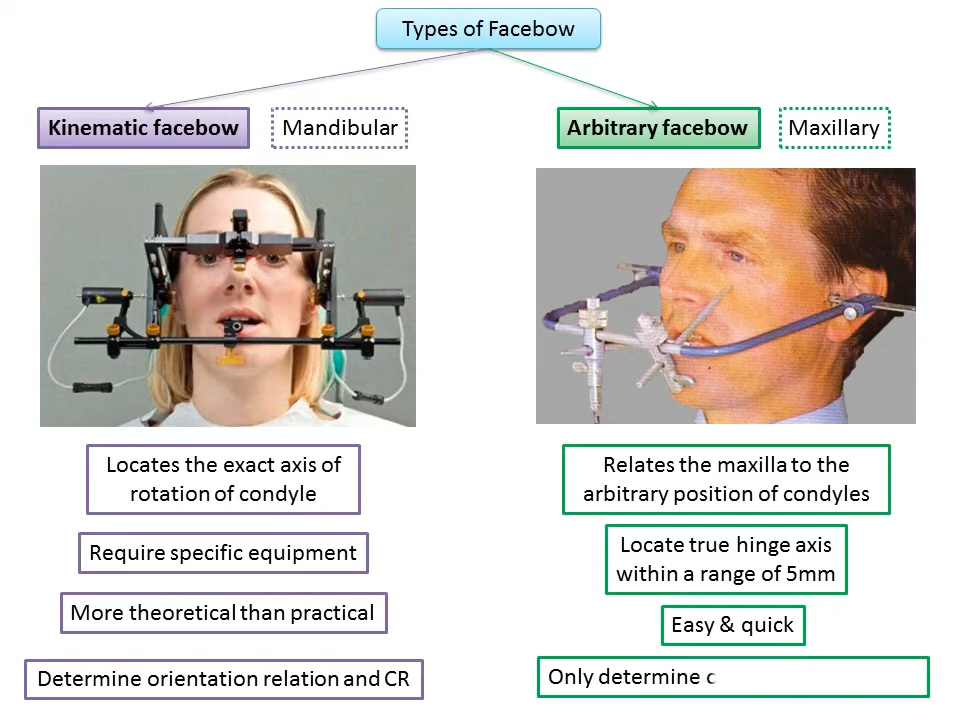 Types of Facebow
Kinematic facebow
Mandibular
Arbitrary facebow
Maxillary
Locates the exact axis of
rotation of condyle
Require specific equipment
More theoretical than practical
Determine orientation relation and CR
Relates the maxilla to the
arbitrary position of condyles
Locate true hinge axis
within a range of 5mm
Easy & quick
Only determine